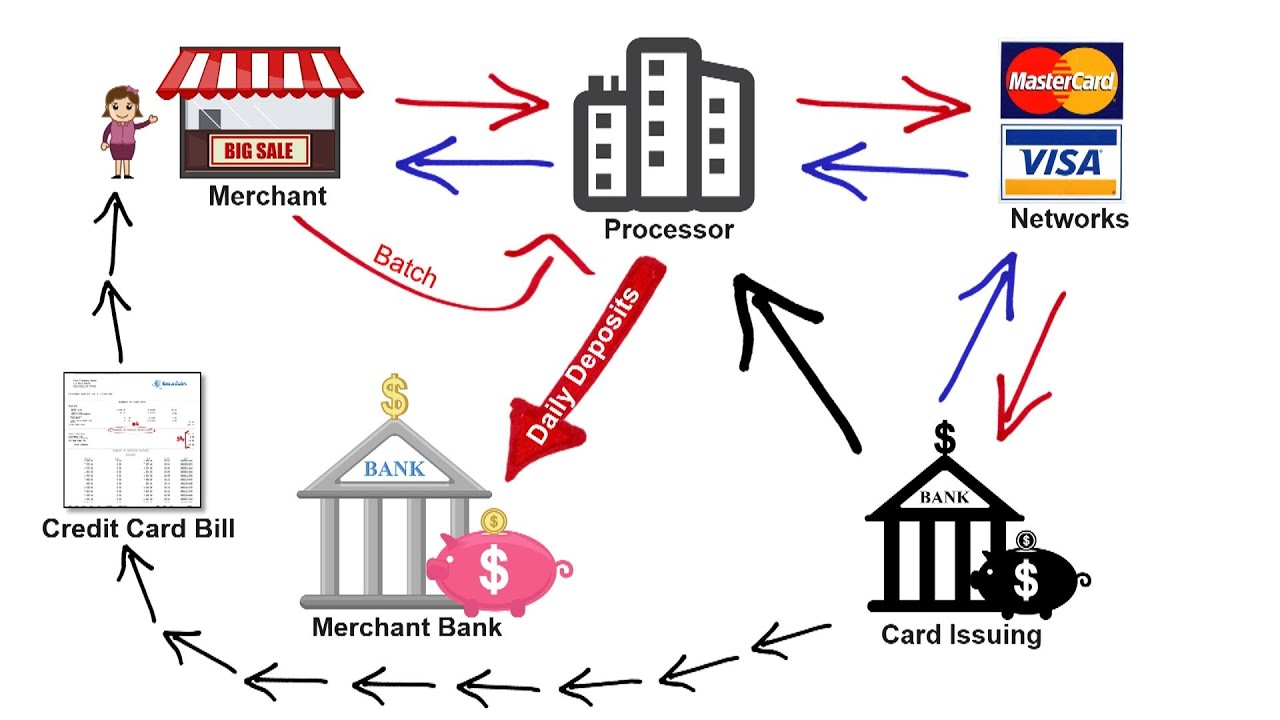 BIG SALE
Merchant
Processor
MasterCard
VISA
Networks
Batch
Daily Deposits
$
BANK
$
$
Merchant Bank
Credit Card Bill
$
BANK
$
$
Card Issuing